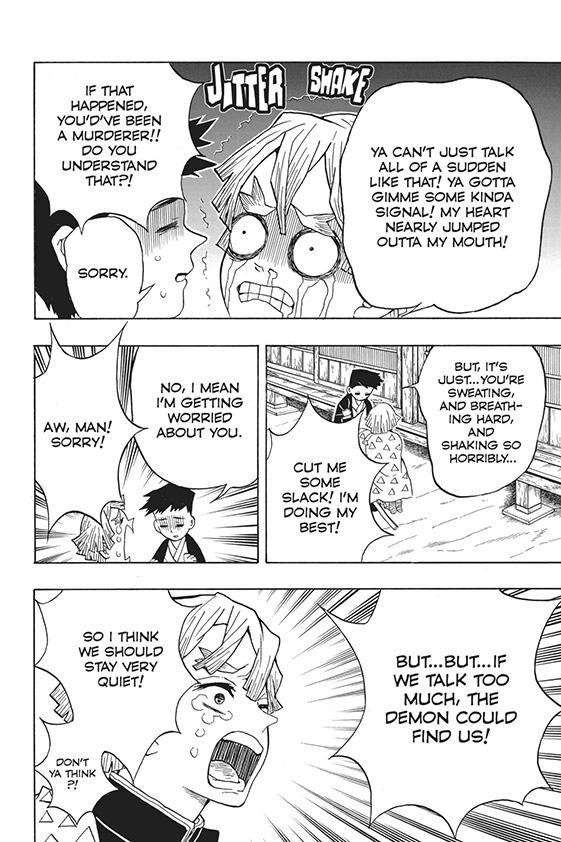 JITTER SHAKE
YA CAN'T JUST TALK
ALL OF A SUDDEN
LIKE THAT! YA GOTTA
GIMME SOME KINDA
SIGNAL! MY HEART
NEARLY JUMPED
OUTTA MY MOUTH!
IF THAT
HAPPENED,
YOU'D'VE BEEN
A MURDERER!!
DO YOU
UNDERSTAND
THAT?!
SORRY.
BUT, IT'S
JUST...YOU'RE
SWEATING,
AND BREATH-
ING HARD,
AND
SHAKING SO
HORRIBLY...
CUT ME
SOME
SLACK! I'M
DOING MY
BEST!
NO, I MEAN
I'M GETTING
WORRIED
ABOUT YOU.
AW, MAN!
SORRY!
BUT...BUT...IF
WE TALK TOO
MUCH, THE
DEMON COULD
FIND US!
SO I THINK
WE SHOULD
STAY VERY
QUIET!
DON'T
YA THINK
?!